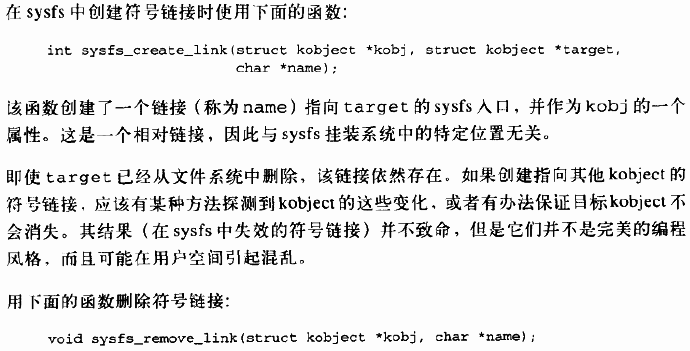 在 sysfs 中创建符号链接时使用下面的函数：
int sysfs_create_link(struct kobject *kobj, struct kobject *target,
char *name);
该函数创建了一个链接（称为 name）指向 target 的 sysfs 入口，并作为 kobj 的一个
属性。这是一个相对链接，因此与 sysfs 挂装系统中的特定位置无关。
即使 target 已经从文件系统中删除，该链接依然存在。如果创建指向其他 kobject 的
符号链接，应该有某种方法探测到 kobject 的这些变化，或者有办法保证目标 kobject 不
会消失。其结果（在 sysfs 中失效的符号链接）并不致命，但是它们并不是完美的编程
风格，而且可能在用户空间引起混乱。
用下面的函数删除符号链接：
void sysfs_remove_link(struct kobject *kobj, char *name);